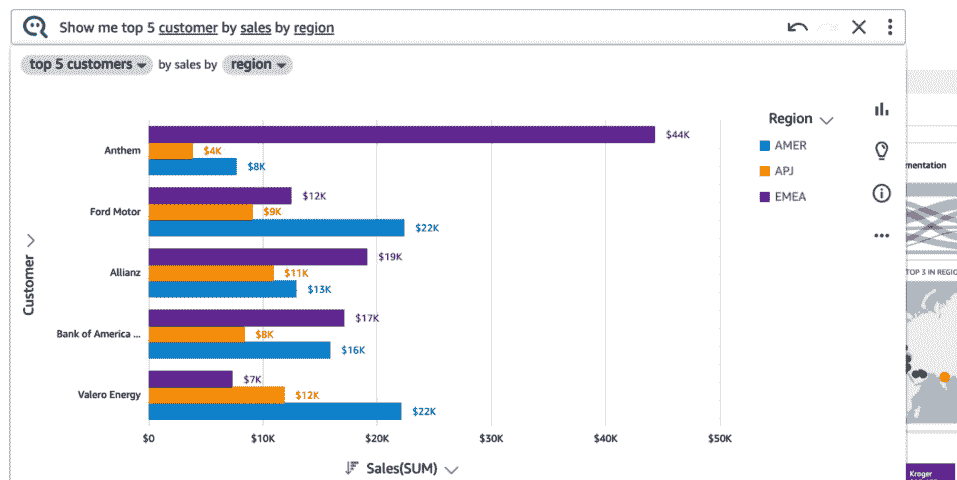 Show me top 5 customer by sales by region
top 5 customers by sales by region
Region
AMER
APJ
EMEA
Customer
Anthem
$44K
$4K
$8K
Ford Motor
$12K
$9K
$22K
Allianz
$19K
$11K
$13K
Bank of America ...
$17K
$8K
$16K
Valero Energy
$7K
$12K
$22K
$0 $10K $20K $30K $40K $50K
Sales(SUM)
mentation
TOP 3 IN REGIO
Kroger